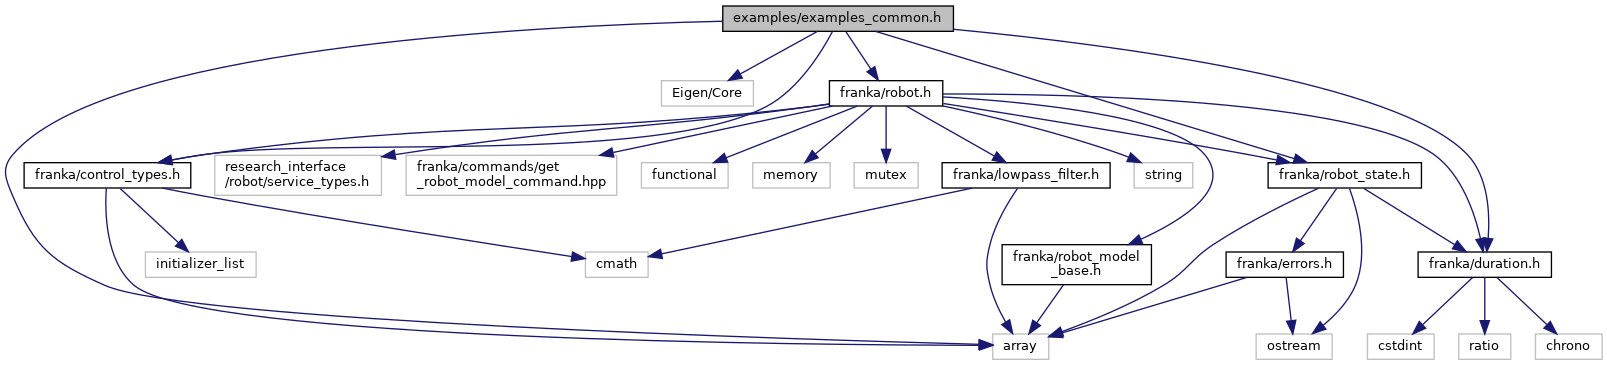 examples/examples_common.h
Eigen/Core
franka/robot.h
franka/control_types.h
research_interface
/robot/service_types.h
franka/commands/get
_robot_model_command.hpp
functional
memory
mutex
franka/lowpass_filter.h
string
franka/robot_state.h
initializer_list
cmath
franka/robot_model
_base.h
franka/errors.h
franka/duration.h
array
ostream
cstdint
ratio
chrono